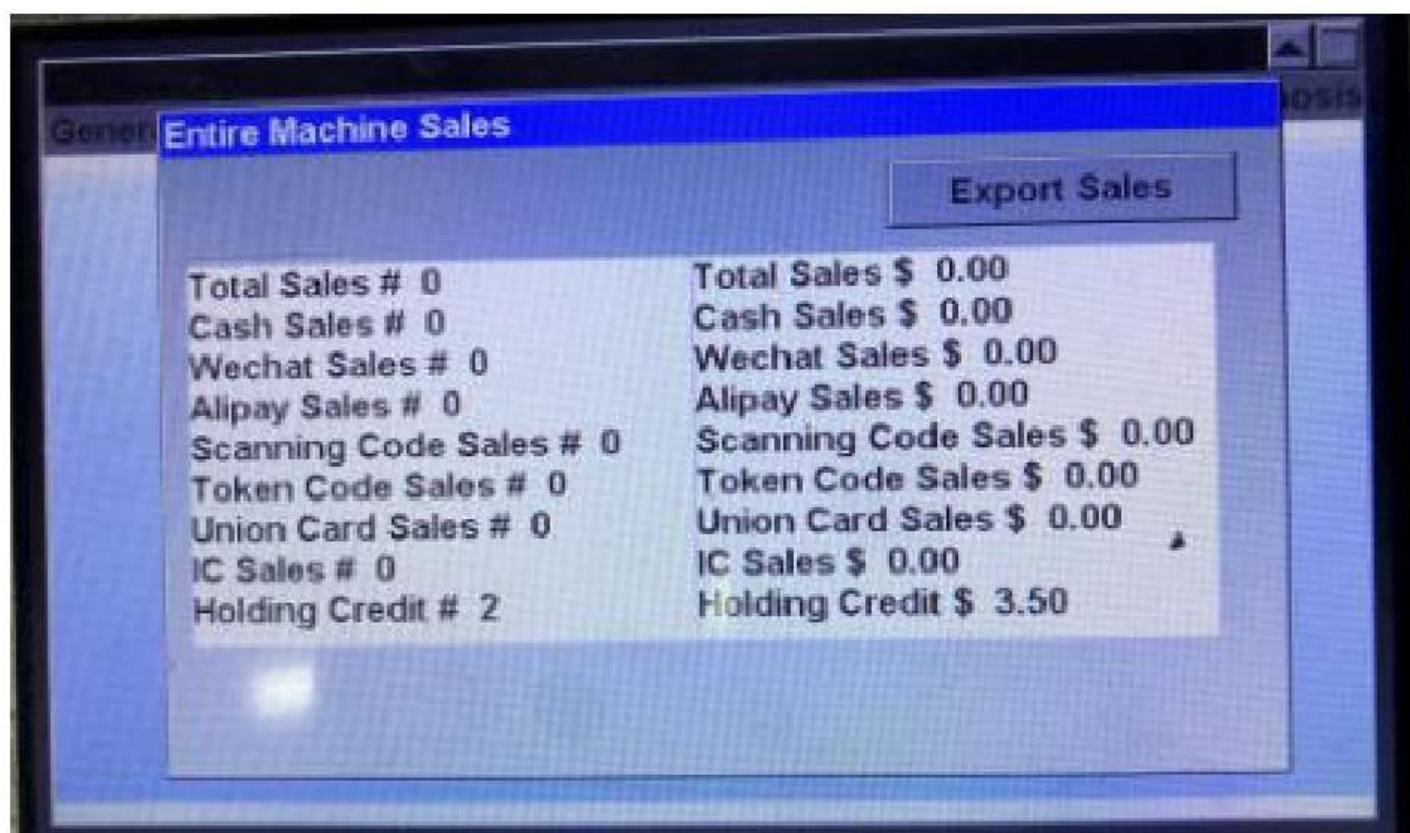 Entire Machine Sales
Export Sales
Total Sales # 0 Total Sales $ 0.00
Cash Sales # 0 Cash Sales $ 0.00
Wechat Sales # 0 Wechat Sales $ 0.00
Alipay Sales # 0 Alipay Sales $ 0.00
Scanning Code Sales # 0 Scanning Code Sales $ 0.00
Token Code Sales # 0 Token Code Sales $ 0.00
Union Card Sales # 0 Union Card Sales $ 0.00
IC Sales # 0 IC Sales $ 0.00
Holding Credit # 2 Holding Credit $ 3.50